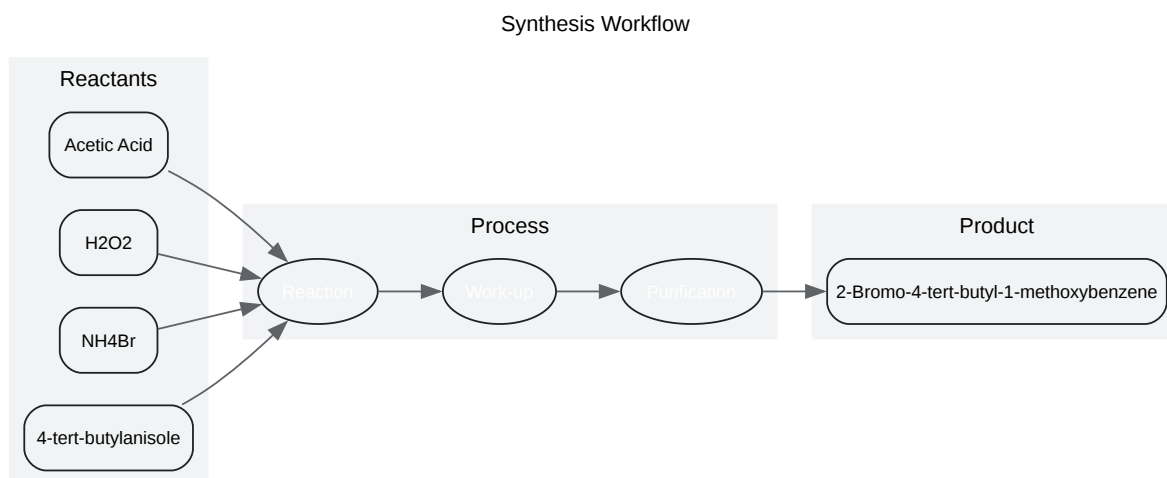 Synthesis Workflow
Reactants
Acetic Acid
H2O2
NH4Br
4-tert-butylanisole
Process
Reaction
Work-up
Purification
Product
2-Bromo-4-tert-butyl-1-methoxybenzene